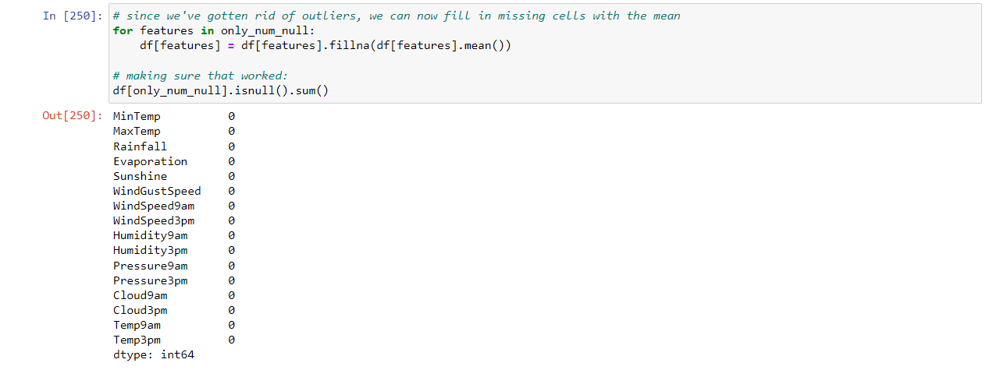 In [250]: # since we've gotten rid of outliers, we can now fill in missing cells with the mean
for features in only_num_null:
    df[features] = df[features].fillna(df[features].mean())
# making sure that worked:
df[only_num_null].isnull().sum()
Out[250]: MinTemp 0
MaxTemp 0
Rainfall 0
Evaporation 0
Sunshine 0
WindGustSpeed 0
WindSpeed9am 0
WindSpeed3pm 0
Humidity9am 0
Humidity3pm 0
Pressure9am 0
Pressure3pm 0
Cloud9am 0
Cloud3pm 0
Temp9am 0
Temp3pm 0
dtype: int64